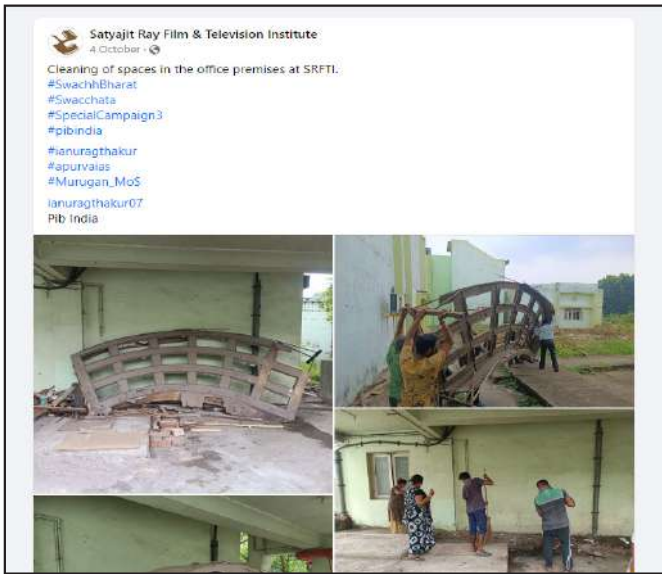 Satyajit Ray Film & Television Institute
4 October ·
Cleaning of spaces in the office premises at SRFTI.
#SwachhBharat
#Swacchata
#SpecialCampaign3
#pibindia
#ianuragthakur
#apurvaias
#Murugan_MoS
ianuragthakur07
Pib India